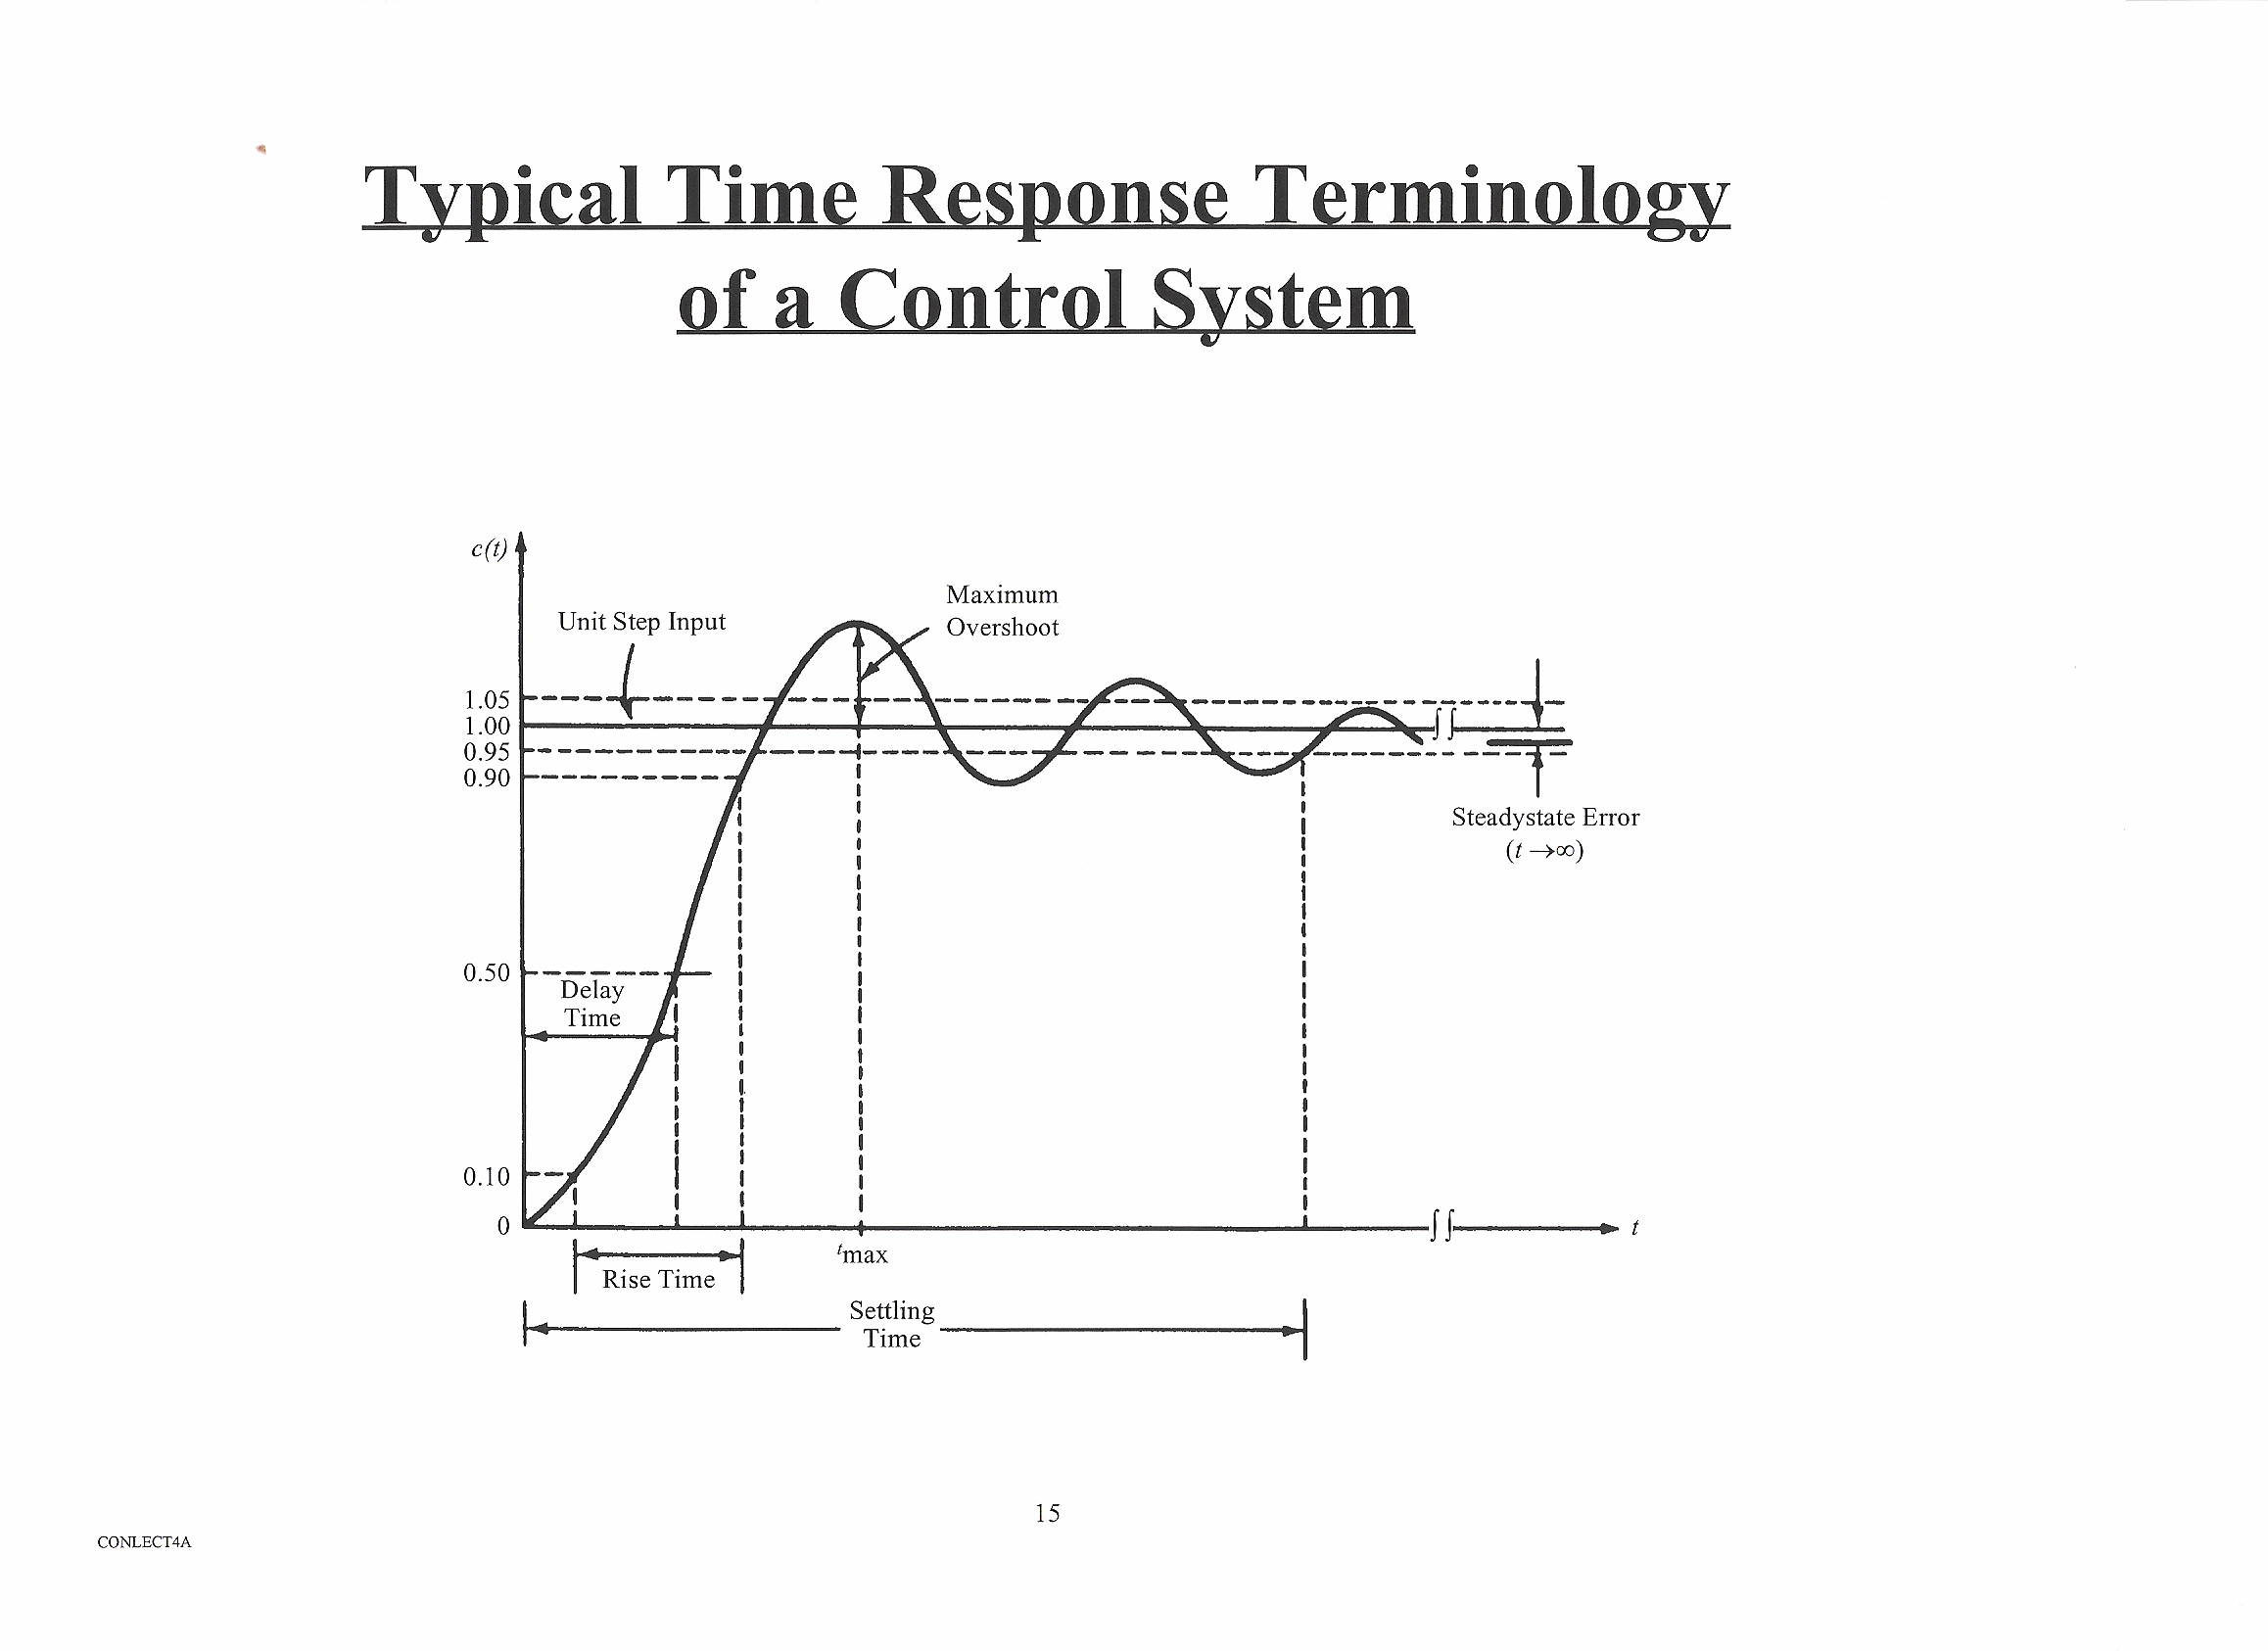 Typical Time Response Terminology
of a Control System
c(t)
Maximum
Overshoot
Unit Step Input
1.05
1.00
0.95
0.90
Steadystate Error
(t →∞)
0.50
Delay
Time
0.10
0
t
tmax
Rise Time
Settling
Time
15
CONLECT4A